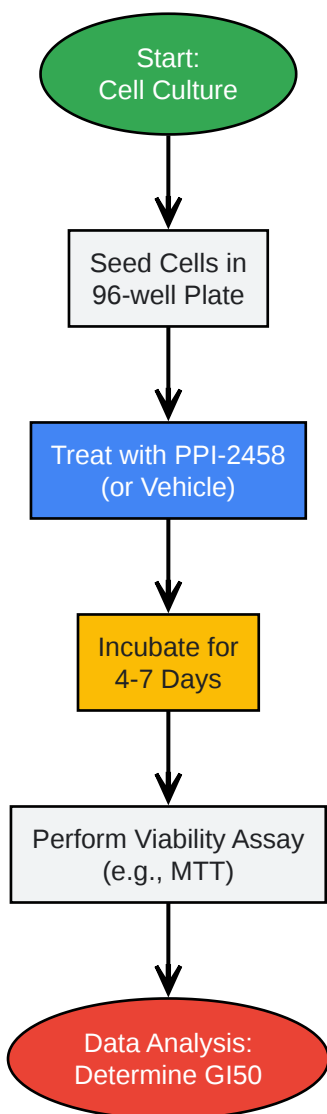 Start:
Cell Culture
Seed Cells in
96-well Plate
Treat with PPI-2458
(or Vehicle)
Incubate for
4-7 Days
Perform Viability Assay
(e.g., MTT)
Data Analysis:
Determine GI50